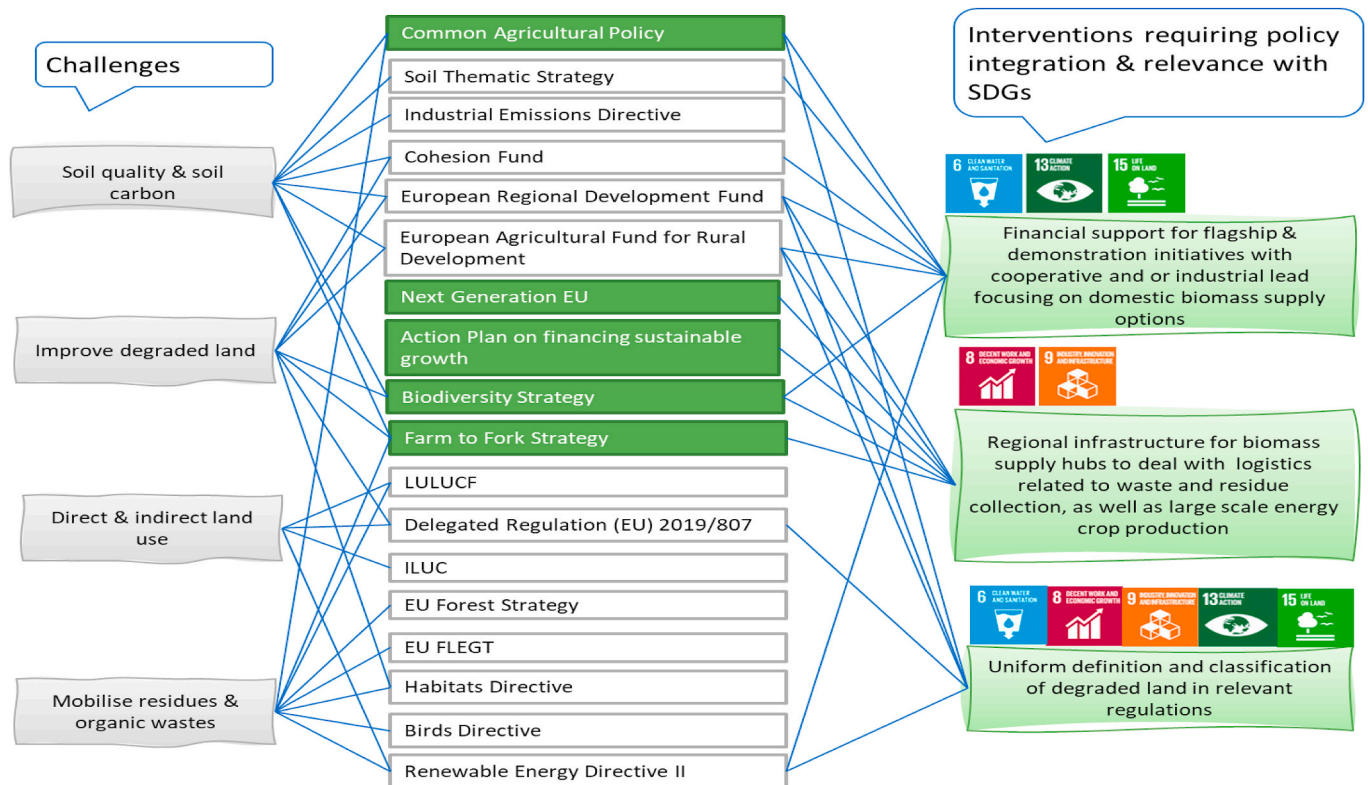 Challenges
Soil quality & soil
carbon
Improve degraded land
Direct & indirect land
use
Mobilise residues &
organic wastes
Common Agricultural Policy
Soil Thematic Strategy
Industrial Emissions Directive
Cohesion Fund
European Regional Development Fund
European Agricultural Fund for Rural
Development
Next Generation EU
Action Plan on financing sustainable
growth
Biodiversity Strategy
Farm to Fork Strategy
LULUCF
Delegated Regulation (EU) 2019/807
ILUC
EU Forest Strategy
EU FLEGT
Habitats Directive
Birds Directive
Renewable Energy Directive II
Interventions requiring policy
integration & relevance with
SDGs
6 CLEAN WATER
AND SANITATION
13 CLIMATE
ACTION
15 LIFE
ON LAND
Financial support for flagship &
demonstration initiatives with
cooperative and or industrial lead
focusing on domestic biomass supply
options
8 DECENT WORK AND
ECONOMIC GROWTH
9 INDUSTRY, INNOVATION
AND INFRASTRUCTURE
Regional infrastructure for biomass
supply hubs to deal with logistics
related to waste and residue
collection, as well as large scale energy
crop production
6 CLEAN WATER
AND SANITATION
8 DECENT WORK AND
ECONOMIC GROWTH
9 INDUSTRY, INNOVATION
AND INFRASTRUCTURE
13 CLIMATE
ACTION
15 LIFE
ON LAND
Uniform definition and classification
of degraded land in relevant
regulations